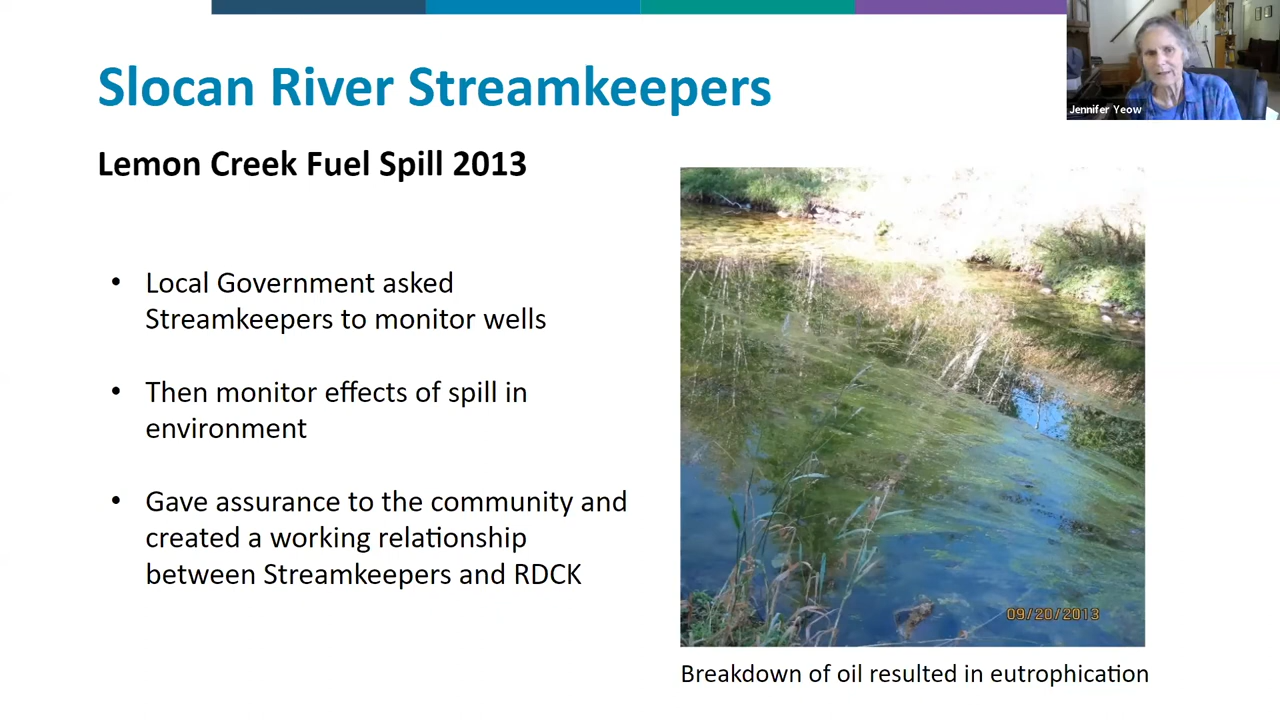 Slocan River Streamkeepers
Jennifer Yeow
Lemon Creek Fuel Spill 2013
• Local Government asked
Streamkeepers to monitor wells
• Then monitor effects of spill in
environment
• Gave assurance to the community and
created a working relationship
between Streamkeepers and RDCK
09/20/2013
Breakdown of oil resulted in eutrophication